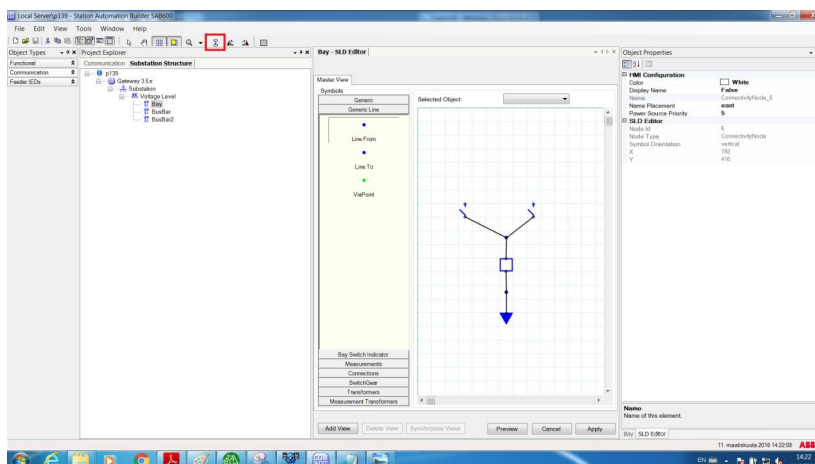 Local Server\p139 - Station Automation Builder SAB600
File Edit View Tools Window Help
Object Types
Functional
Communication
Feeder IEDs
Project Explorer
Communication Substation Structure
p139
Gateway 3.5.x
Substation
Voltage Level
Bay
BusBar
BusBar2
Bay - SLD Editor
Master View
Symbols
Generic
Generic Line
Line From
Line To
ViaPoint
Bay Switch Indicator
Measurements
Connections
SwitchGear
Transformers
Measurement Transformers
Selected Object:
Add View Delete View Synchronize Views Preview Cancel Apply
Object Properties
HMI Configuration
Color White
Display Name False
Name ConnectivityNode_6
Name Placement east
Power Source Priority 5
SLD Editor
Node Id 6
Node Type ConnectivityNode
Symbol Orientation vertical
X 192
Y 416
Name
Name of this element.
Bay SLD Editor
11. maaliskuuta 2016 14:22:08 ABB
EN 14:22